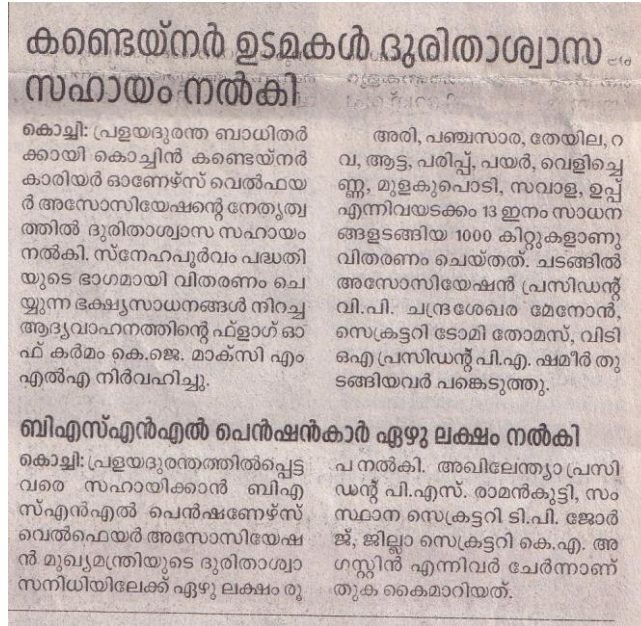 കണ്ടെയ്നർ ഉടമകൾ ദുരിതാശ്വാസ
സഹായം നൽകി
കൊച്ചി: പ്രളയദുരന്ത ബാധിതർ
ക്കായി കൊച്ചിൻ കണ്ടെയ്നർ
കാരിയർ ഓണേഴ്സ് വെൽഫയ
ർ അസോസിയേഷന്റെ നേതൃത്വ
ത്തിൽ ദുരിതാശ്വാസ സഹായം
നൽകി. സ്നേഹപൂർവം പദ്ധതി
യുടെ ഭാഗമായി വിതരണം ചെ
യ്യുന്ന ഭക്ഷ്യസാധനങ്ങൾ നിറച്ച
ആദ്യവാഹനത്തിന്റെ ഫ്ളാഗ് ഓ
ഫ് കർമം കെ.ജെ. മാക്സി എം
എൽഎ നിർവഹിച്ചു.
അരി, പഞ്ചസാര, തേയില, റ
വ, ആട്ട, പരിപ്പ്, പയർ, വെളിച്ചെ
ണ്ണ, മുളകുപൊടി, സവാള, ഉപ്പ്
എന്നിവയടക്കം 13 ഇനം സാധന
ങ്ങളടങ്ങിയ 1000 കിറ്റുകളാണു
വിതരണം ചെയ്തത്. ചടങ്ങിൽ
അസോസിയേഷൻ പ്രസിഡന്റ്
വി.പി. ചന്ദ്രശേഖര മേനോൻ,
സെക്രട്ടറി ടോമി തോമസ്, വിടി
ഒഎ പ്രസിഡന്റ് പി.എ. ഷമീർ തു
ടങ്ങിയവർ പങ്കെടുത്തു.
ബിഎസ്എൻഎൽ പെൻഷൻകാർ ഏഴു ലക്ഷം നൽകി
കൊച്ചി: പ്രളയദുരന്തത്തിൽപ്പെട്ട
വരെ സഹായിക്കാൻ ബിഎ
സ്എൻഎൽ പെൻഷണേഴ്സ്
വെൽഫെയർ അസോസിയേഷ
ൻ മുഖ്യമന്ത്രിയുടെ ദുരിതാശ്വാ
സനിധിയിലേക്ക് ഏഴു ലക്ഷം രൂ
പ നൽകി. അഖിലേന്ത്യാ പ്രസി
ഡന്റ് പി.എസ്. രാമൻകുട്ടി, സം
സ്ഥാന സെക്രട്ടറി ടി.പി. ജോർ
ജ്, ജില്ലാ സെക്രട്ടറി കെ.എ. അ
ഗസ്റ്റിൻ എന്നിവർ ചേർന്നാണ്
തുക കൈമാറിയത്.